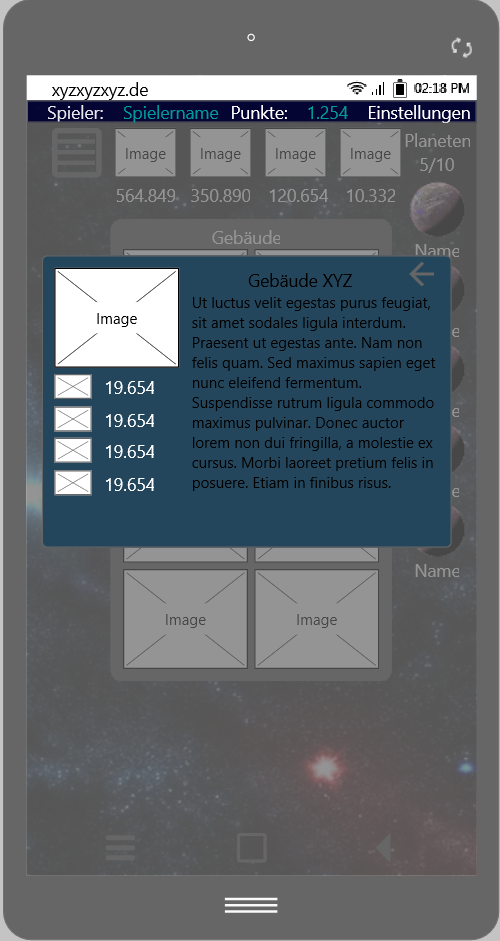 xyzxyzxyz.de 02:18 PM
Spieler: Spielername Punkte: 1.254 Einstellungen
Image Image Image Image Planeten
5/10
564.849 350.890 120.654 10.332
Gebäude
Name
Gebäude XYZ
Image
Ut luctus velit egestas purus feugiat,
sit amet sodales ligula interdum.
Praesent ut egestas ante. Nam non
felis quam. Sed maximus sapien eget
nunc eleifend fermentum.
Suspendisse rutrum ligula commodo
maximus pulvinar. Donec auctor
lorem non dui fringilla, a molestie ex
cursus. Morbi laoreet pretium felis in
posuere. Etiam in finibus risus.
19.654
19.654
19.654
19.654
Name
Image Image